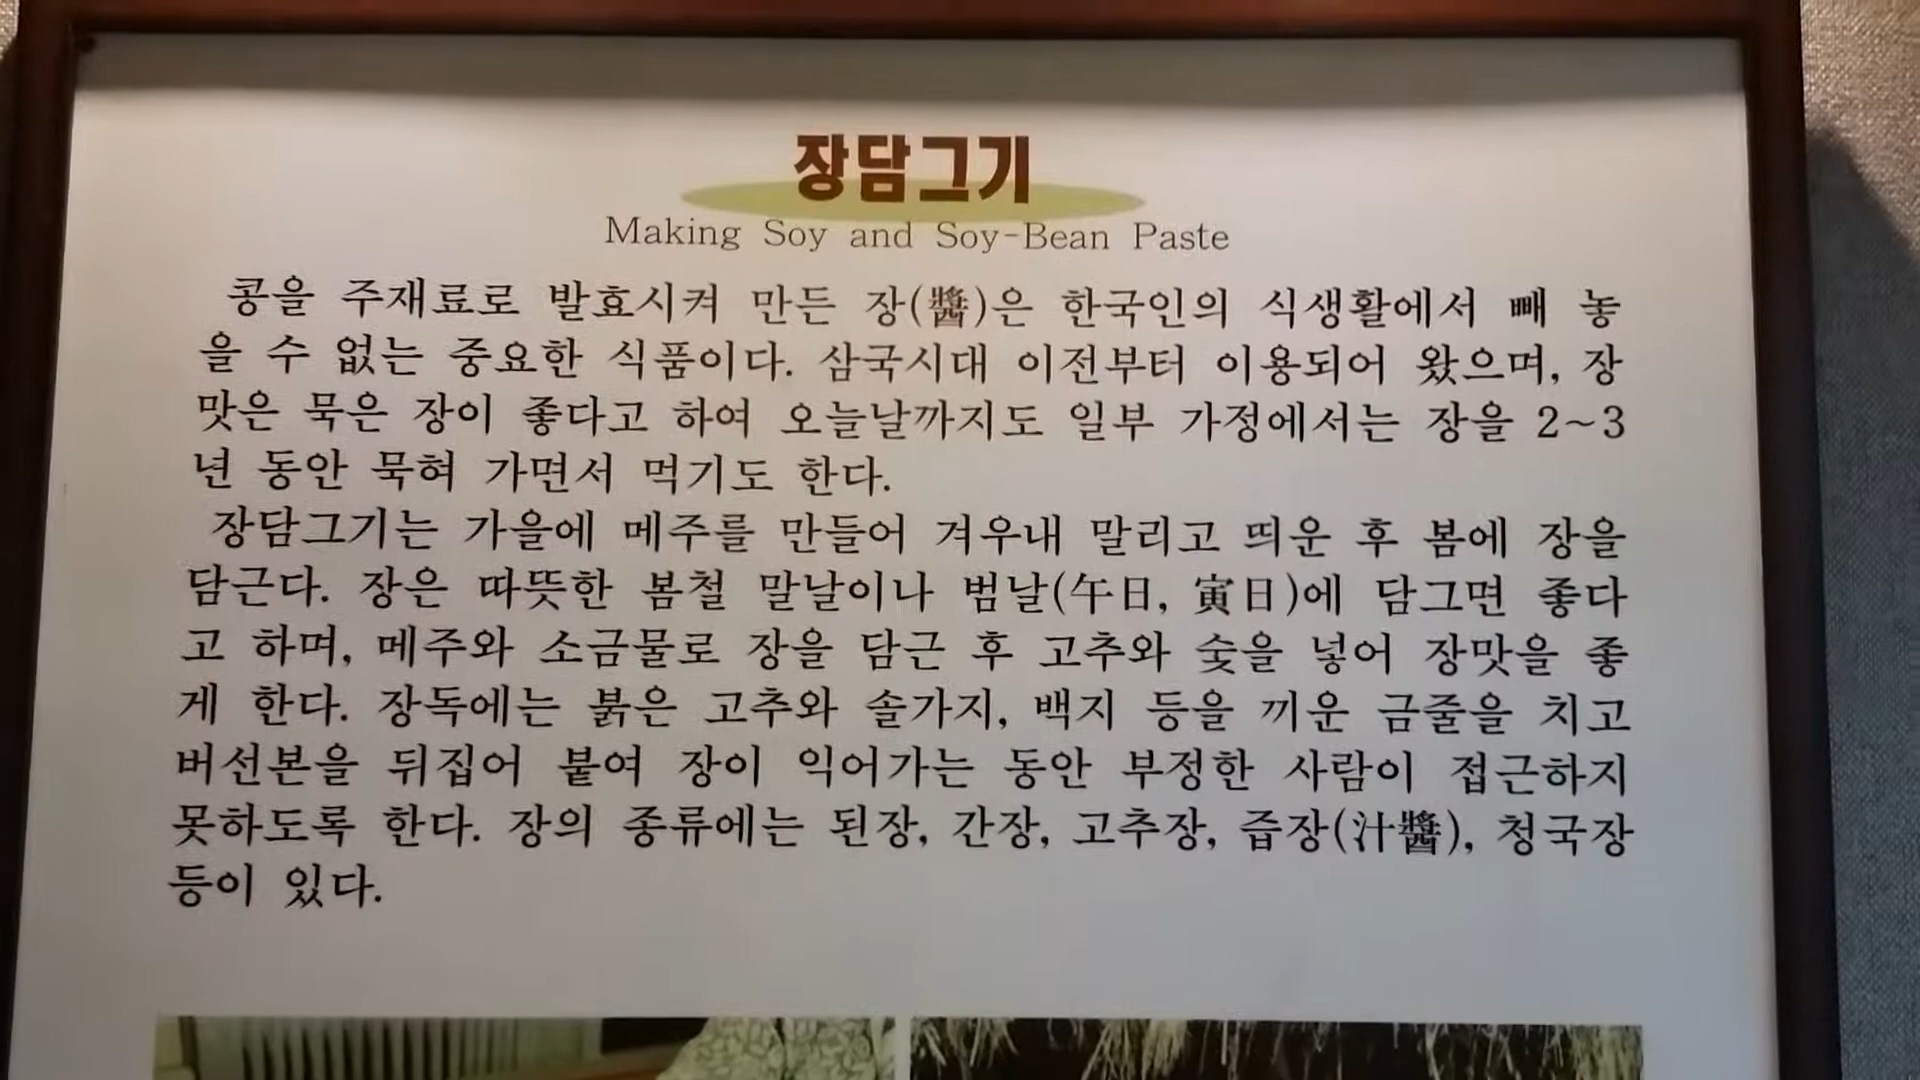 장담그기
Making Soy and Soy-Bean Paste
콩을 주재료로 발효시켜 만든 장(醬)은 한국인의 식생활에서 빼 놓
을 수 없는 중요한 식품이다. 삼국시대 이전부터 이용되어 왔으며, 장
맛은 묵은 장이 좋다고 하여 오늘날까지도 일부 가정에서는 장을 2~3
년 동안 묵혀 가면서 먹기도 한다.
장담그기는 가을에 메주를 만들어 겨우내 말리고 띄운 후 봄에 장을
담근다. 장은 따뜻한 봄철 말날이나 범날(午日, 寅日)에 담그면 좋다
고 하며, 메주와 소금물로 장을 담근 후 고추와 숯을 넣어 장맛을 좋
게 한다. 장독에는 붉은 고추와 솔가지, 백지 등을 끼운 금줄을 치고
버선본을 뒤집어 붙여 장이 익어가는 동안 부정한 사람이 접근하지
못하도록 한다. 장의 종류에는 된장, 간장, 고추장, 즙장(汁醬), 청국장
등이 있다.